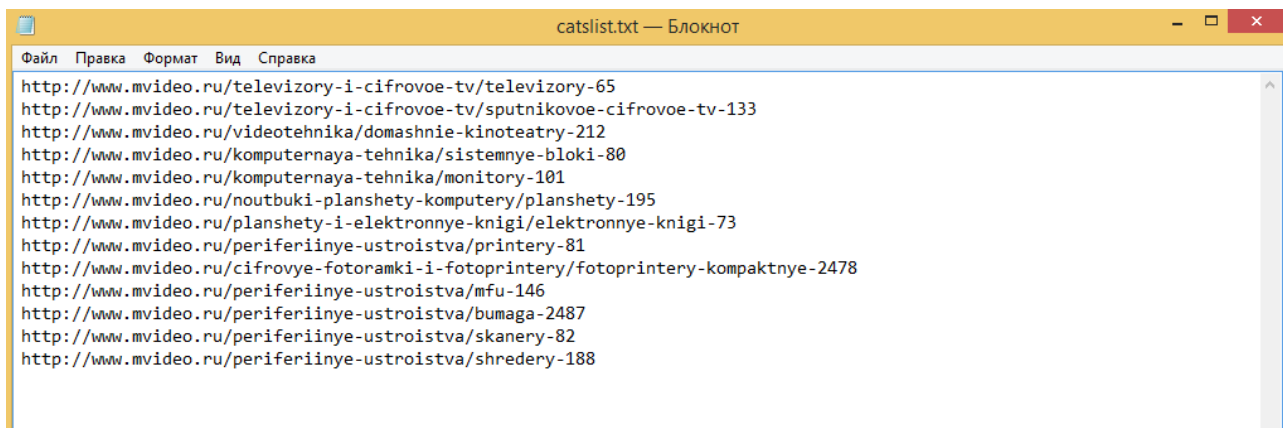 catslist.txt — Блокнот
Файл Правка Формат Вид Справка
http://www.mvideo.ru/televizory-i-cifrovoe-tv/televizory-65
http://www.mvideo.ru/televizory-i-cifrovoe-tv/sputnikovoe-cifrovoe-tv-133
http://www.mvideo.ru/videotehnika/domashnie-kinoteatry-212
http://www.mvideo.ru/komputernaya-tehnika/sistemnye-bloki-80
http://www.mvideo.ru/komputernaya-tehnika/monitory-101
http://www.mvideo.ru/noutbuki-planshety-komputery/planshety-195
http://www.mvideo.ru/planshety-i-elektronnye-knigi/elektronnye-knigi-73
http://www.mvideo.ru/periferiinye-ustroistva/printery-81
http://www.mvideo.ru/cifrovye-fotoramki-i-fotoprintery/fotoprintery-kompaktnye-2478
http://www.mvideo.ru/periferiinye-ustroistva/mfu-146
http://www.mvideo.ru/periferiinye-ustroistva/bumaga-2487
http://www.mvideo.ru/periferiinye-ustroistva/skanery-82
http://www.mvideo.ru/periferiinye-ustroistva/shredery-188